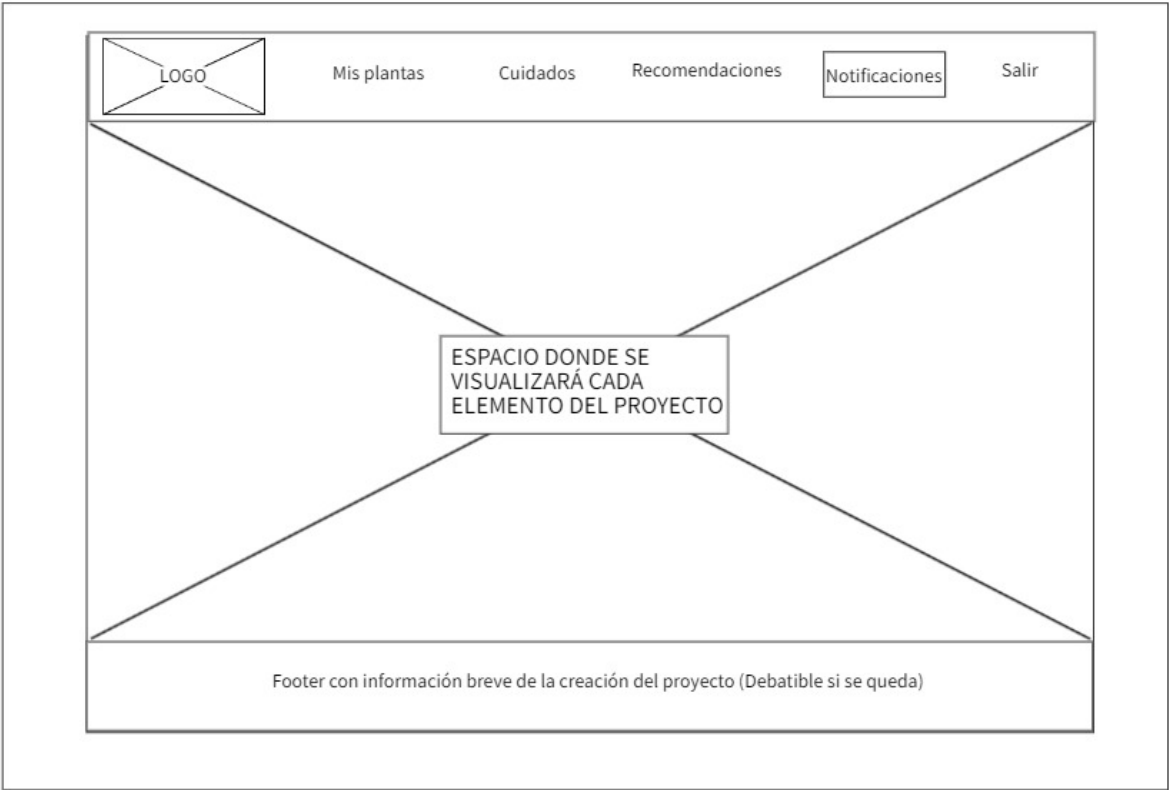 LOGO
Mis plantas
Cuidados
Recomendaciones
Notificaciones
Salir
ESPACIO DONDE SE
VISUALIZARÁ CADA
ELEMENTO DEL PROYECTO
Footer con información breve de la creación del proyecto (Debatible si se queda)